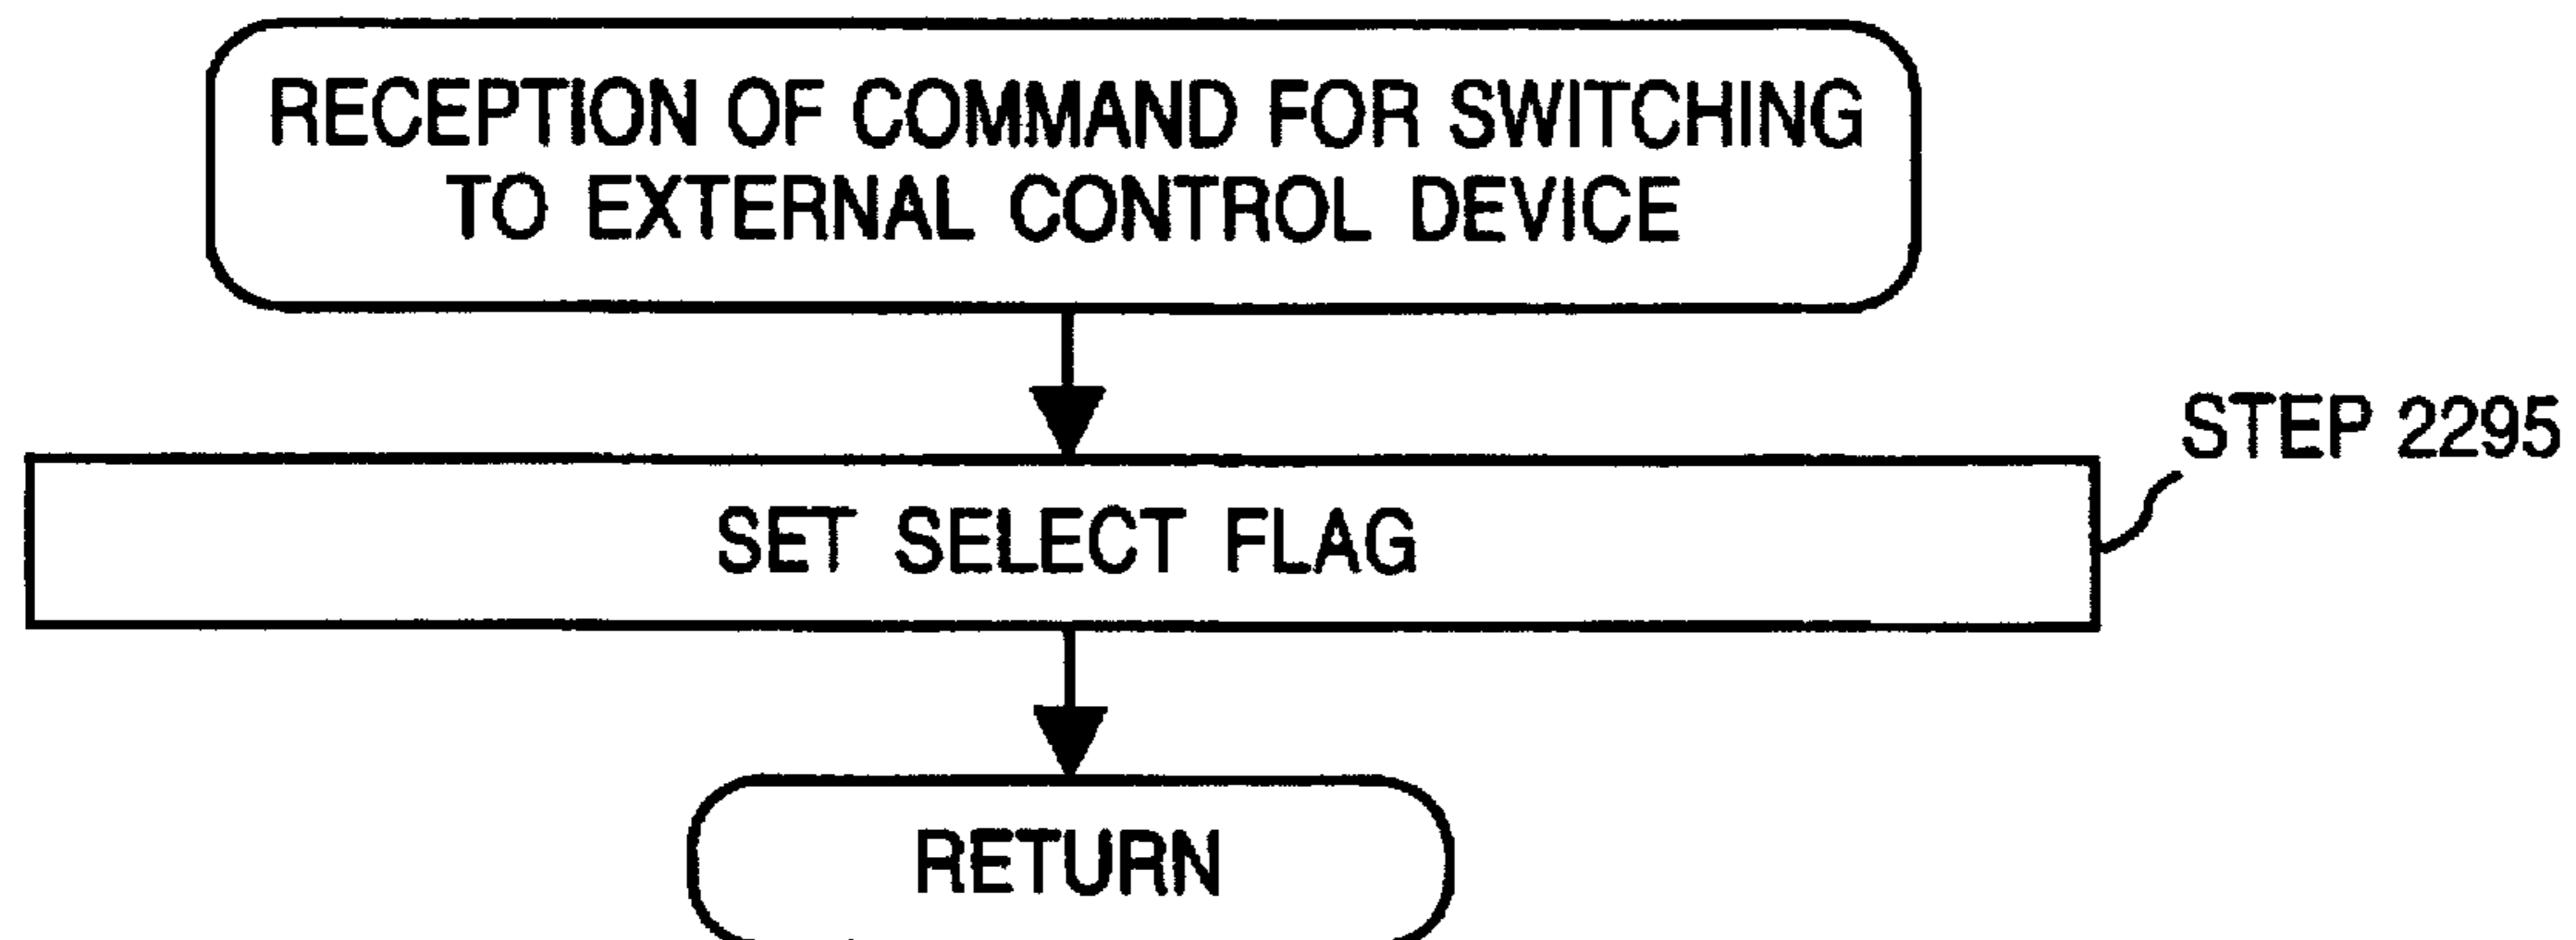 RECEPTION OF COMMAND FOR SWITCHING
TO EXTERNAL CONTROL DEVICE
STEP 2295
SET SELECT FLAG
RETURN